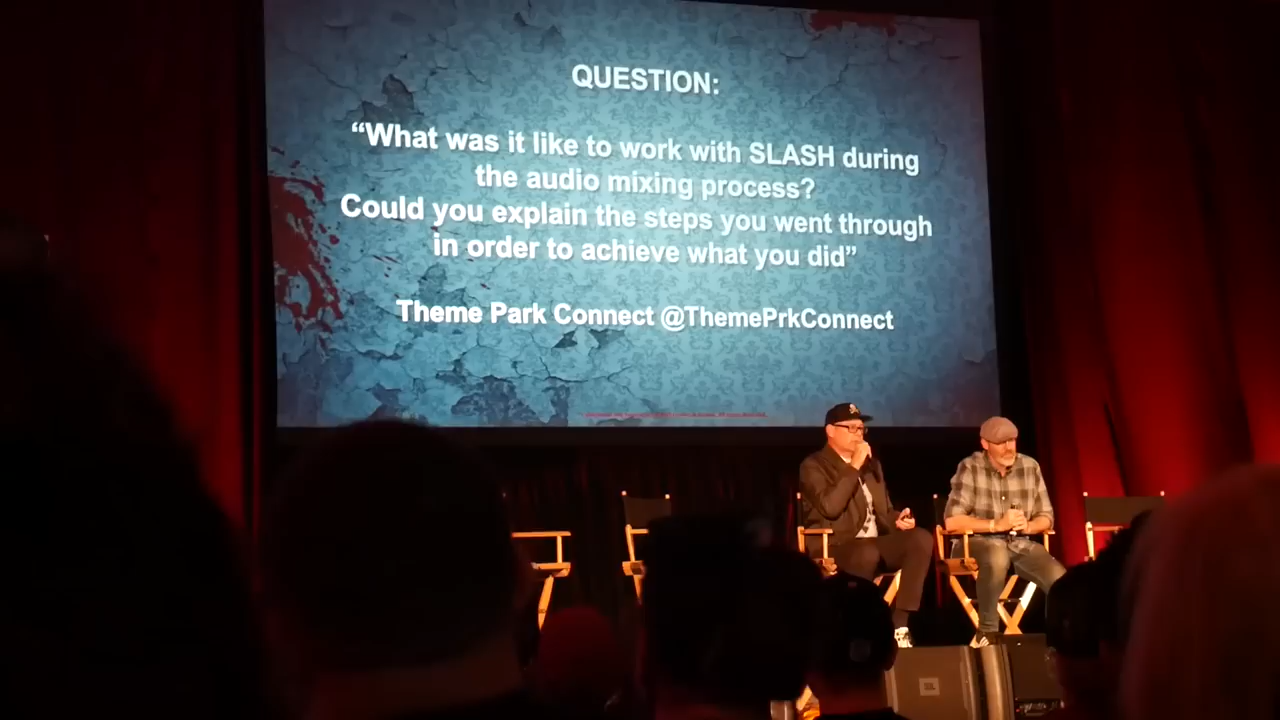 QUESTION:
“What was it like to work with SLASH during
the audio mixing process?
Could you explain the steps you went through
in order to achieve what you did”
Theme Park Connect @ThemePrkConnect
JBL